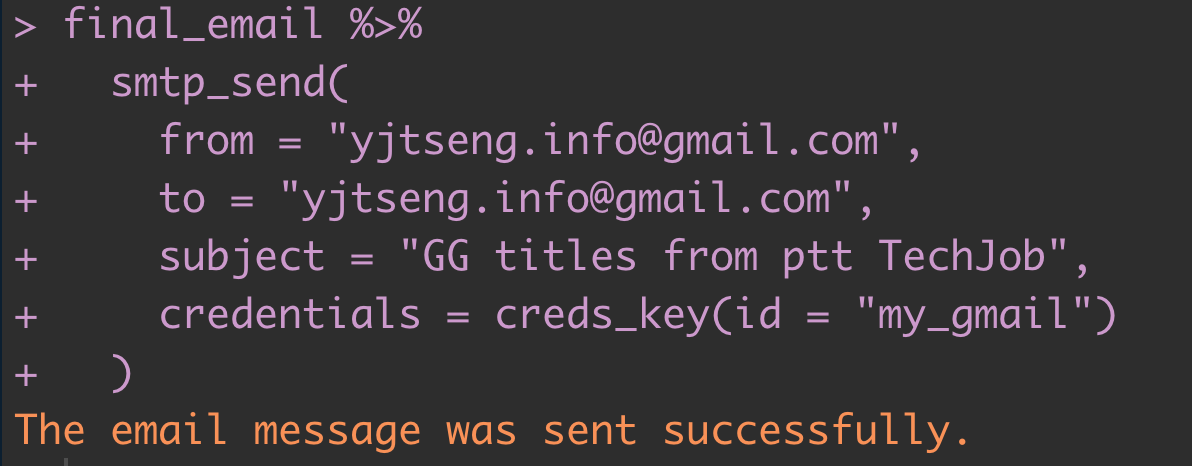 > final_email %>%
+   smtp_send(
+     from = "yjtseng.info@gmail.com",
+     to = "yjtseng.info@gmail.com",
+     subject = "GG titles from ptt TechJob",
+     credentials = creds_key(id = "my_gmail")
+   )
The email message was sent successfully.